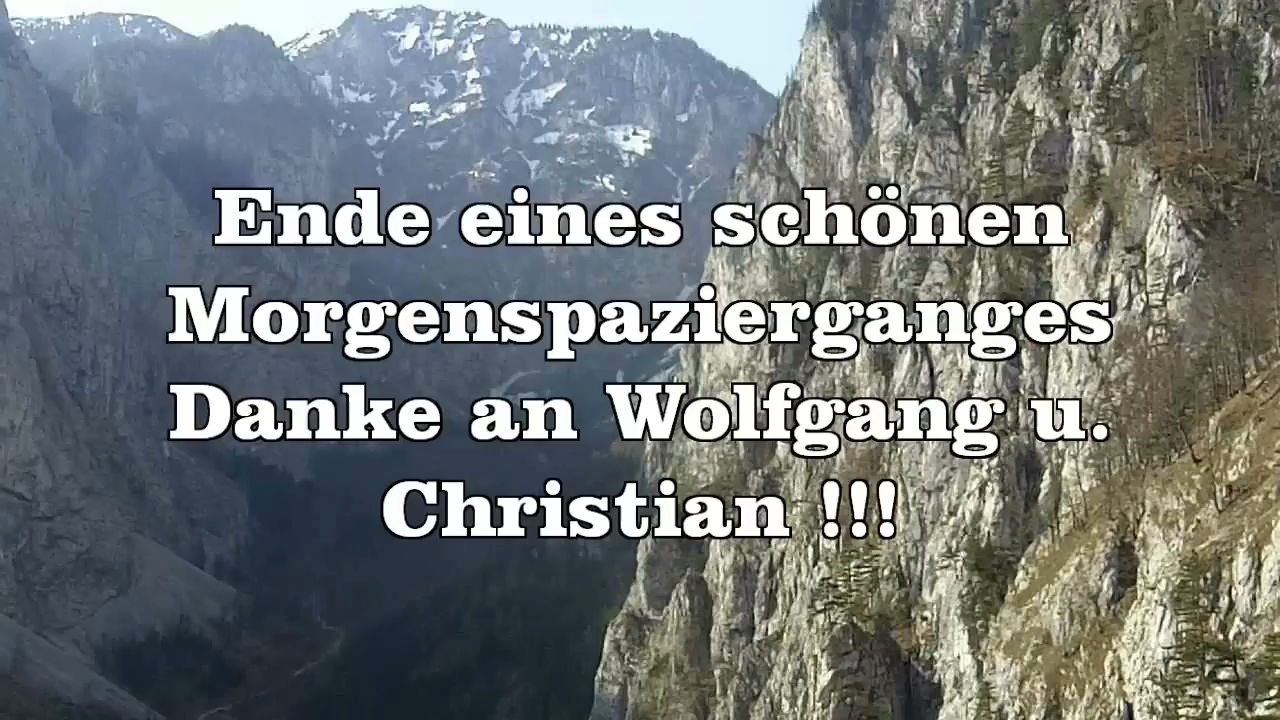 Ende eines schönen
Morgenspazierganges
Danke an Wolfgang u.
Christian !!!